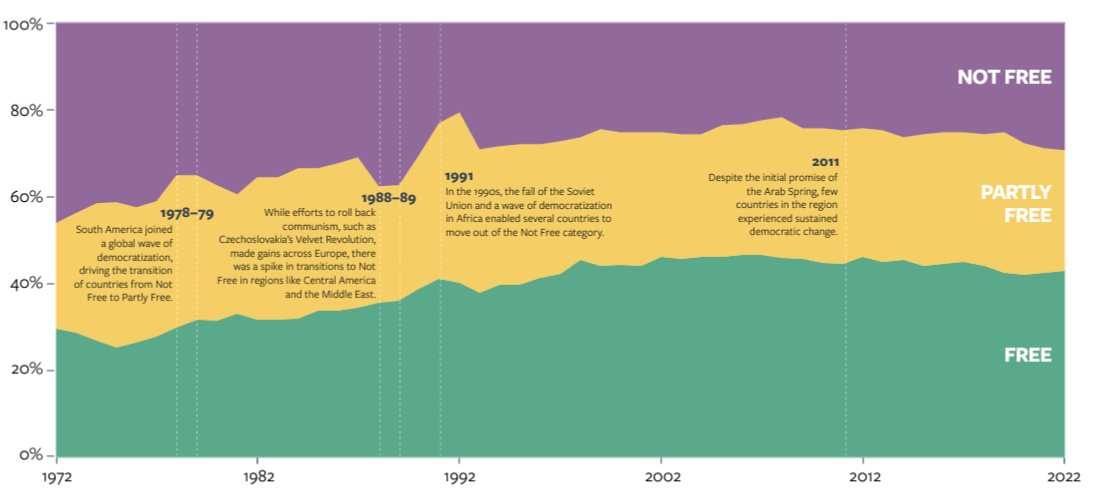 100%
80%
60%
40%
20%
0%
NOT FREE
PARTLY
FREE
FREE
1978–79
South America joined
a global wave of
democratization,
driving the transition
of countries from Not
Free to Partly Free.
1988–89
While efforts to roll back
communism, such as
Czechoslovakia's Velvet Revolution,
made gains across Europe, there
was a spike in transitions to Not
Free in regions like Central America
and the Middle East.
1991
In the 1990s, the fall of the Soviet
Union and a wave of democratization
in Africa enabled several countries to
move out of the Not Free category.
2011
Despite the initial promise of
the Arab Spring, few
countries in the region
experienced sustained
democratic change.
1972
1982
1992
2002
2012
2022